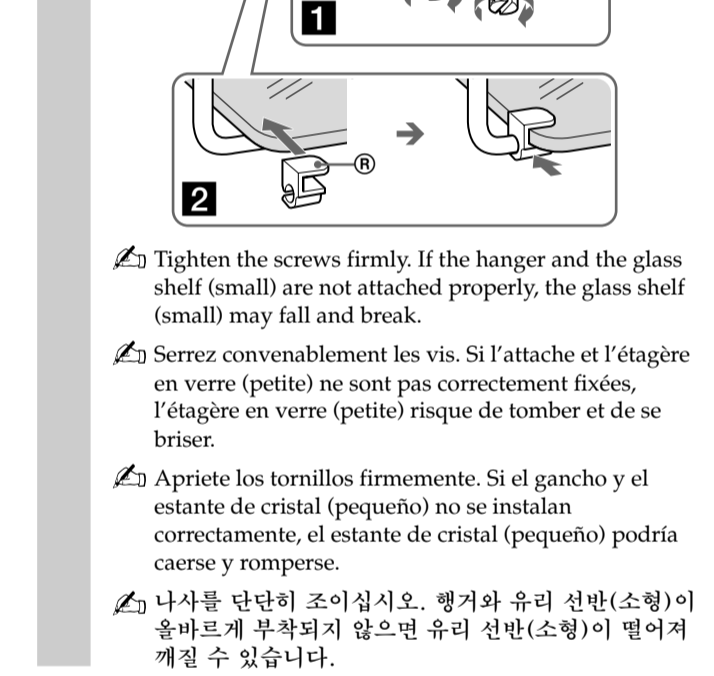 1
2
R
Tighten the screws firmly. If the hanger and the glass
shelf (small) are not attached properly, the glass shelf
(small) may fall and break.
Serrez convenablement les vis. Si l'attache et l'étagère
en verre (petite) ne sont pas correctement fixées,
l'étagère en verre (petite) risque de tomber et de se
briser.
Apriete los tornillos firmemente. Si el gancho y el
estante de cristal (pequeño) no se instalan
correctamente, el estante de cristal (pequeño) podría
caerse y romperse.
나사를 단단히 조이십시오. 행거와 유리 선반(소형)이
올바르게 부착되지 않으면 유리 선반(소형)이 떨어져
깨질 수 있습니다.